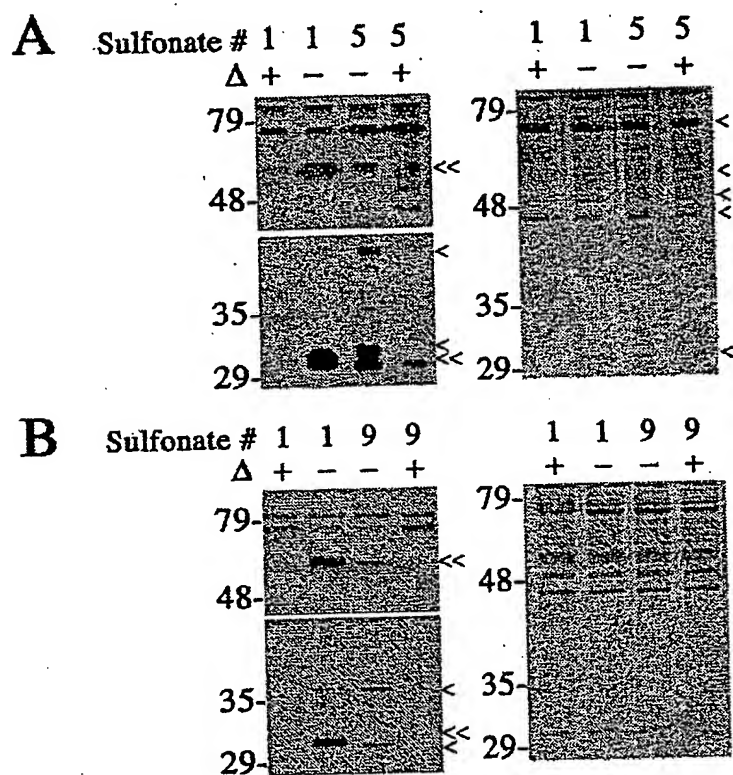 A Sulfonate # 1 1 5 5 1 1 5 5
Δ + − − + + − − +
79- 79- <
<< <
48- 48- <
<
<
35- 35-
<
<< <
29- 29-
B Sulfonate # 1 1 9 9 1 1 9 9
Δ + − − + + − − +
79- 79-
<<
48- 48-
35- < 35-
<<
<
29- 29-